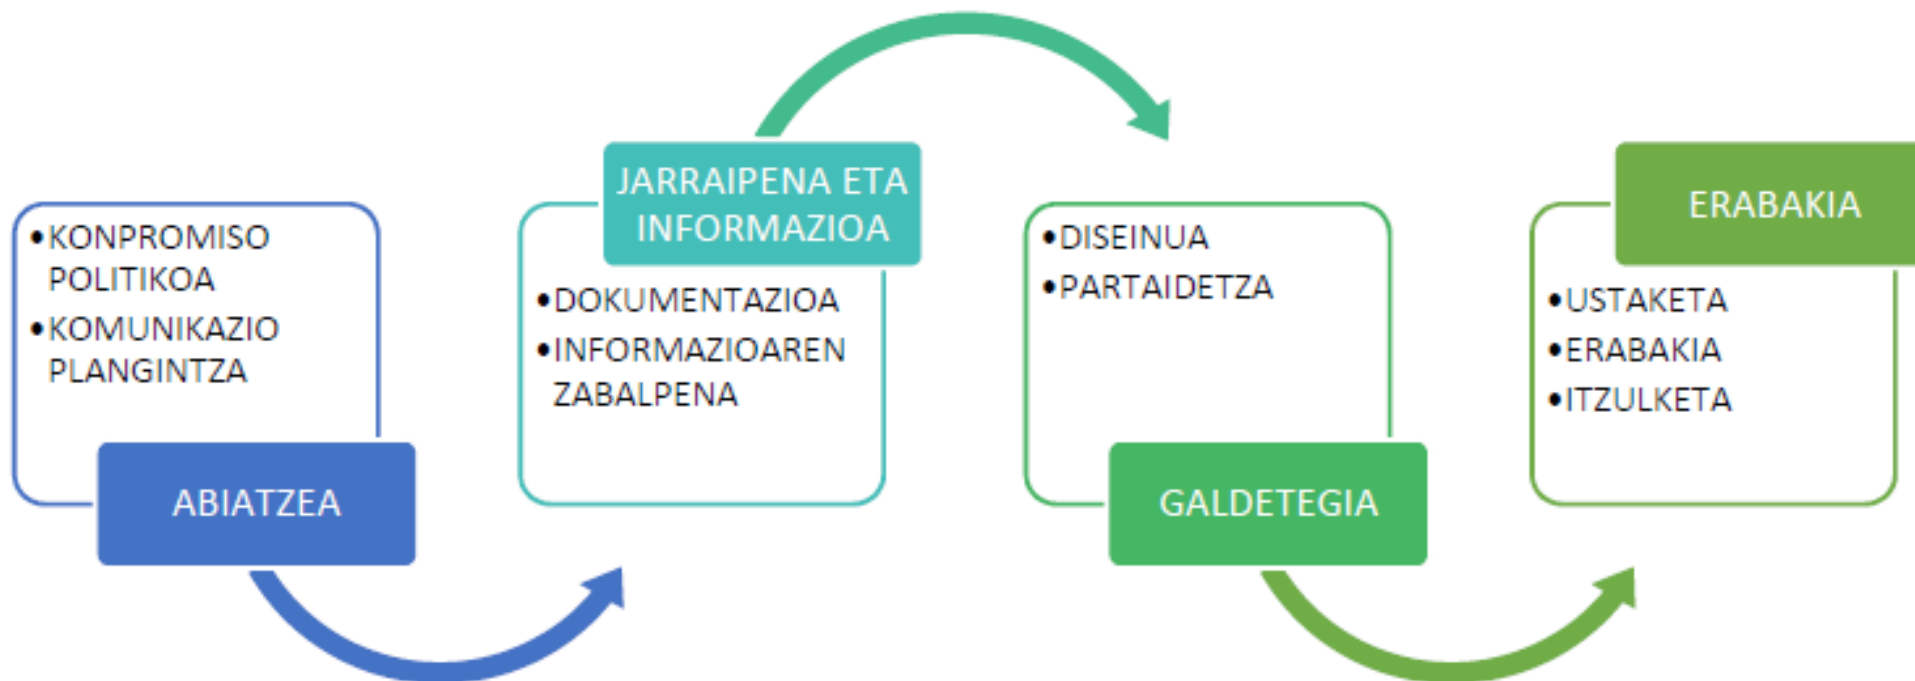 •KONPROMISO
POLITIKOA
•KOMUNIKAZIO
PLANGINTZA
ABIATZEA
JARRAIPENA ETA
INFORMAZIOA
•DOKUMENTAZIOA
•INFORMAZIOAREN
ZABALPENA
•DISEINUA
•PARTAIDETZA
GALDETEGIA
ERABAKIA
•USTAKETA
•ERABAKIA
•ITZULKETA